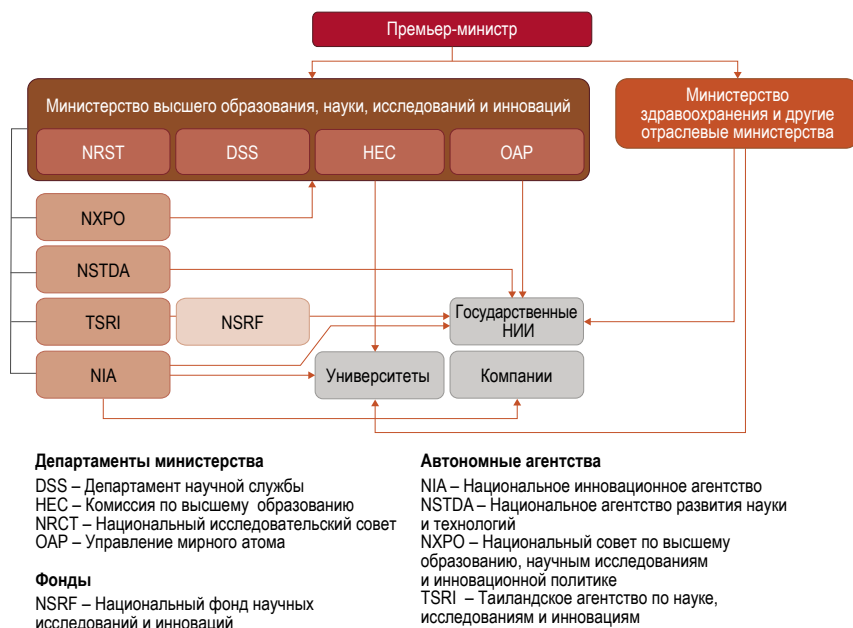 Премьер-министр
Министерство высшего образования, науки, исследований и инноваций
NRST
DSS
HEC
OAP
Министерство
здравоохранения и другие
отраслевые министерства
NXPO
NSTDA
TSRI
NSRF
Государственные
НИИ
NIA
Университеты
Компании
Департаменты министерства
DSS – Департамент научной службы
HEC – Комиссия по высшему образованию
NRCT – Национальный исследовательский совет
OAP – Управление мирного атома
Фонды
NSRF – Национальный фонд научных
исследований и инноваций
Автономные агентства
NIA – Национальное инновационное агентство
NSTDA – Национальное агентство развития науки
и технологий
NXPO – Национальный совет по высшему
образованию, научным исследованиям
и инновационной политике
TSRI – Таиландское агентство по науке,
исследованиям и инновациям